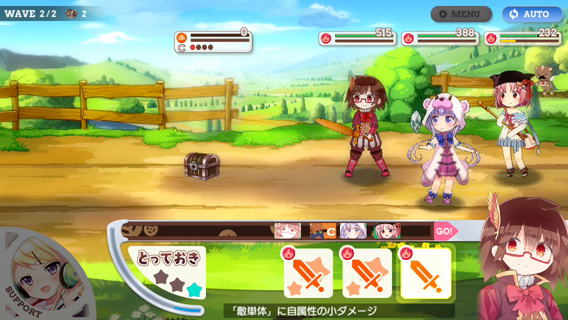 WAVE 2/2 2
MENU
AUTO
0
C
515
388
232
C
GO!
とっておき
SUPPORT
「敵単体」に自属性の小ダメージ